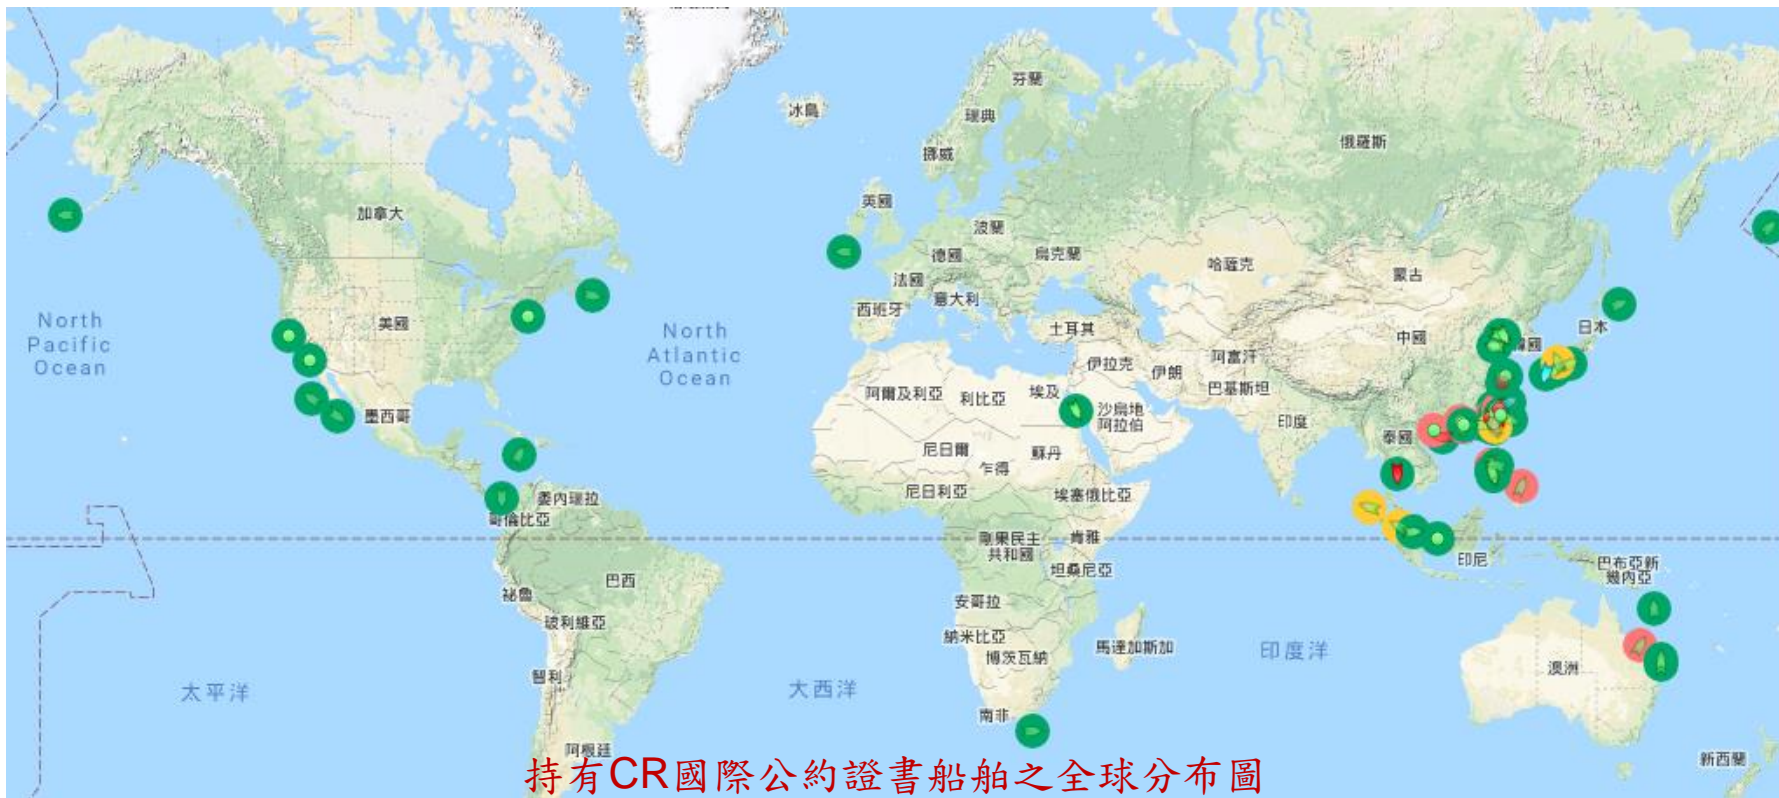 芬蘭
冰島
瑞典
俄羅斯
挪威
英國
加拿大
波蘭
德國
烏克蘭
哈薩克
蒙古
法國
North
Pacific
Ocean
美國
North
Atlantic
Ocean
西班牙
意大利
土耳其
中國
韓國
日本
伊拉克
伊朗
阿富汗
巴基斯坦
墨西哥
阿爾及利亞
利比亞
埃及
沙烏地
阿拉伯
印度
泰國
尼日爾
乍得
蘇丹
委內瑞拉
哥倫比亞
尼日利亞
埃塞俄比亞
剛果民主
共和國
肯雅
坦桑尼亞
印尼
巴布亞新
幾內亞
巴西
秘魯
玻利維亞
安哥拉
納米比亞
博茨瓦納
馬達加斯加
印度洋
澳洲
智利
太平洋
大西洋
南非
阿根廷
新西蘭
持有CR國際公約證書船舶之全球分布圖